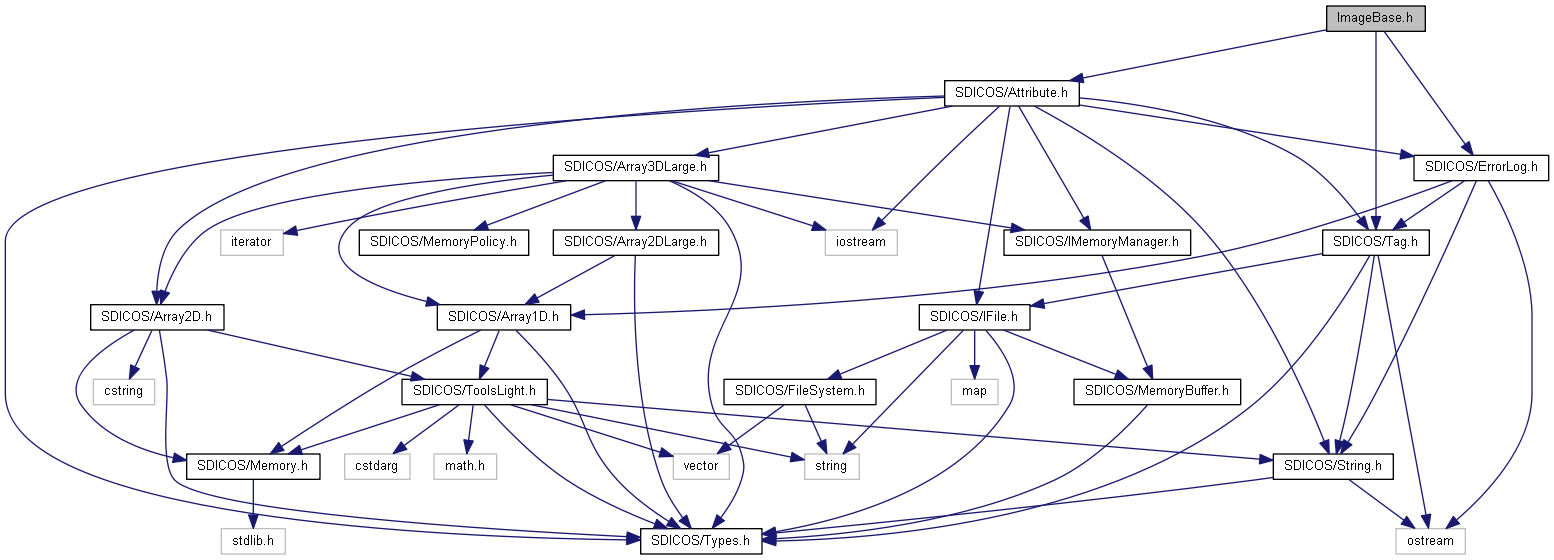 ImageBase.h
SDICOS/Attribute.h
SDICOS/Array3DLarge.h
SDICOS/ErrorLog.h
iterator
SDICOS/MemoryPolicy.h
SDICOS/Array2DLarge.h
iostream
SDICOS/IMemoryManager.h
SDICOS/Tag.h
SDICOS/Array2D.h
SDICOS/Array1D.h
SDICOS/IFile.h
cstring
SDICOS/ToolsLight.h
SDICOS/FileSystem.h
map
SDICOS/MemoryBuffer.h
SDICOS/Memory.h
cstdarg
math.h
vector
string
SDICOS/String.h
stdlib.h
SDICOS/Types.h
ostream